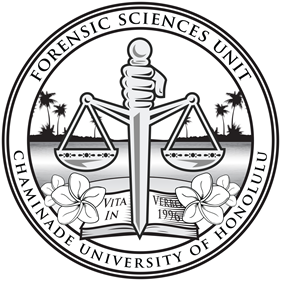 FORENSIC SCIENCES UNIT
VITA
IN
VERBO
1996
CHAMINADE UNIVERSITY OF HONOLULU